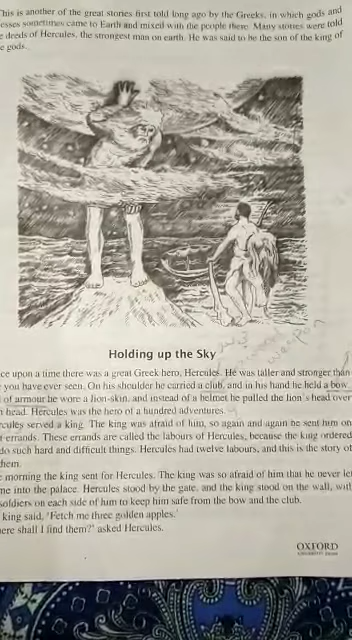 This is another of the great stories first told long ago by the Greeks, in which gods and
esses sometimes came to Earth and mixed with the people there. Many stories were told
e deeds of Hercules, the strongest man on earth. He was said to be the son of the king of
e gods.
Holding up the Sky
ce upon a time there was a great Greek hero, Hercules. He was taller and stronger than
you have ever seen. On his shoulder he carried a club, and in his hand he held a bow.
of armour he wore a lion-skin, and instead of a helmet he pulled the lion's head over
head. Hercules was the hero of a hundred adventures.
rcules served a king. The king was afraid of him, so again and again he sent him on
errands. These errands are called the labours of Hercules, because the king ordered
do such hard and difficult things. Hercules had twelve labours, and this is the story of
them.
e morning the king sent for Hercules. The king was so afraid of him that he never let
me into the palace. Hercules stood by the gate, and the king stood on the wall, with
soldiers on each side of him to keep him safe from the bow and the club.
king said, 'Fetch me three golden apples.'
ere shall I find them?' asked Hercules.
OXFORD
UNIVERSITY PRESS